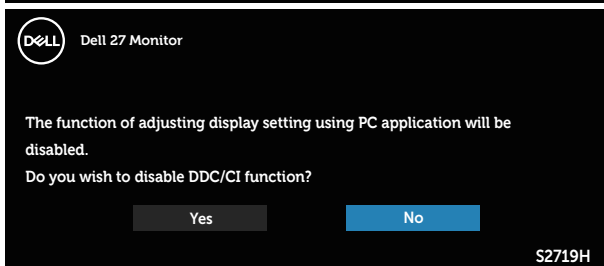 DELL
Dell 27 Monitor
The function of adjusting display setting using PC application will be
disabled.
Do you wish to disable DDC/CI function?
Yes
No
S2719H